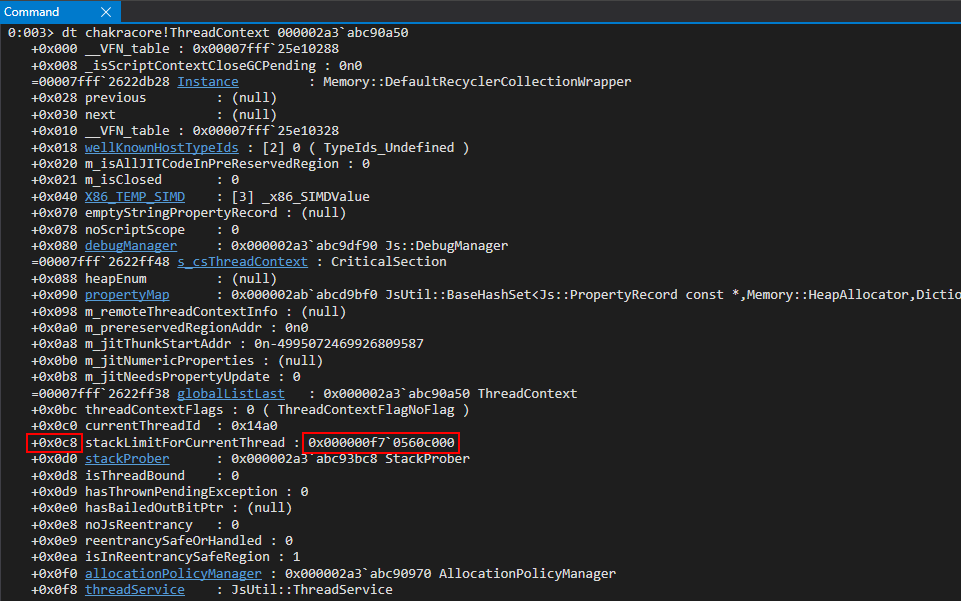 Command
0:003> dt chakracore!ThreadContext 000002a3`abc90a50
+0x000 __VFN_table : 0x00007fff`25e10288
+0x008 _isScriptContextCloseGCPending : 0n0
=00007fff`2622db28 Instance : Memory::DefaultRecyclerCollectionWrapper
+0x028 previous : (null)
+0x030 next : (null)
+0x010 __VFN_table : 0x00007fff`25e10328
+0x018 wellKnownHostTypeIds : [2] 0 ( TypeIds_Undefined )
+0x020 m_isAllJITCodeInPreReservedRegion : 0
+0x021 m_isClosed : 0
+0x040 X86_TEMP_SIMD : [3] _x86_SIMDValue
+0x070 emptyStringPropertyRecord : (null)
+0x078 noScriptScope : 0
+0x080 debugManager : 0x000002a3`abc9df90 Js::DebugManager
=00007fff`2622ff48 s_csThreadContext : CriticalSection
+0x088 heapEnum : (null)
+0x090 propertyMap : 0x000002ab`abcd9bf0 JsUtil::BaseHashSet<Js::PropertyRecord const *,Memory::HeapAllocator,Dictio
+0x098 m_remoteThreadContextInfo : (null)
+0x0a0 m_prereservedRegionAddr : 0n0
+0x0a8 m_jitThunkStartAddr : 0n-4995072469926809587
+0x0b0 m_jitNumericProperties : (null)
+0x0b8 m_jitNeedsPropertyUpdate : 0
=00007fff`2622ff38 globalListLast : 0x000002a3`abc90a50 ThreadContext
+0x0bc threadContextFlags : 0 ( ThreadContextFlagNoFlag )
+0x0c0 currentThreadId : 0x14a0
+0x0c8 stackLimitForCurrentThread : 0x000000f7`0560c000
+0x0d0 stackProber : 0x000002a3`abc93bc8 StackProber
+0x0d8 isThreadBound : 0
+0x0d9 hasThrownPendingException : 0
+0x0e0 hasBailedOutBitPtr : (null)
+0x0e8 noJsReentrancy : 0
+0x0e9 reentrancySafeOrHandled : 0
+0x0ea isInReentrancySafeRegion : 1
+0x0f0 allocationPolicyManager : 0x000002a3`abc90970 AllocationPolicyManager
+0x0f8 threadService : JsUtil::ThreadService